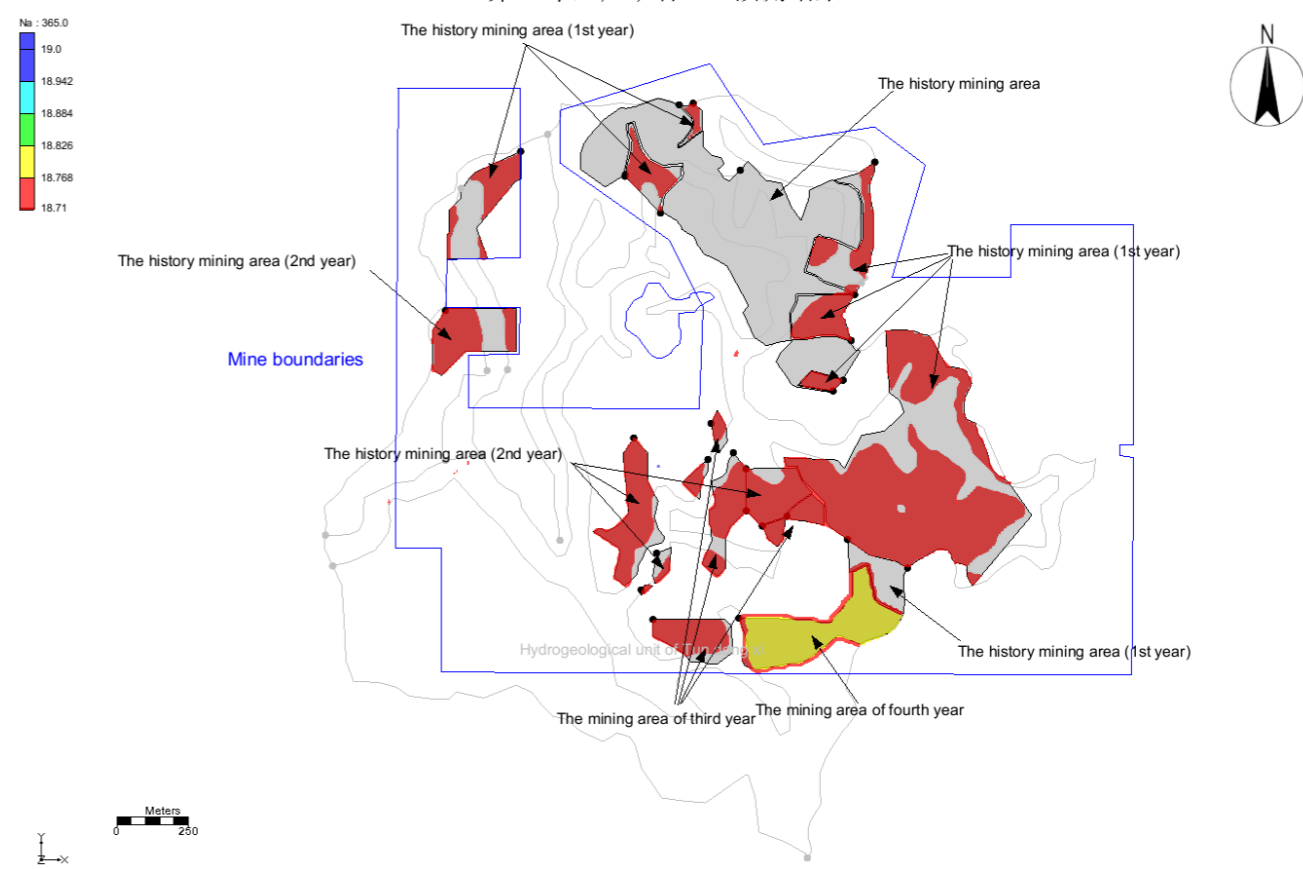 Na : 365.0
19.0
18.942
18.884
18.826
18.768
18.71
The history mining area (1st year)
The history mining area
N
The history mining area (1st year)
The history mining area (2nd year)
Mine boundaries
The history mining area (2nd year)
Hydrogeological unit of
The history mining area (1st year)
The mining area of third year
The mining area of fourth year
Meters
0
250
Y
Z
X